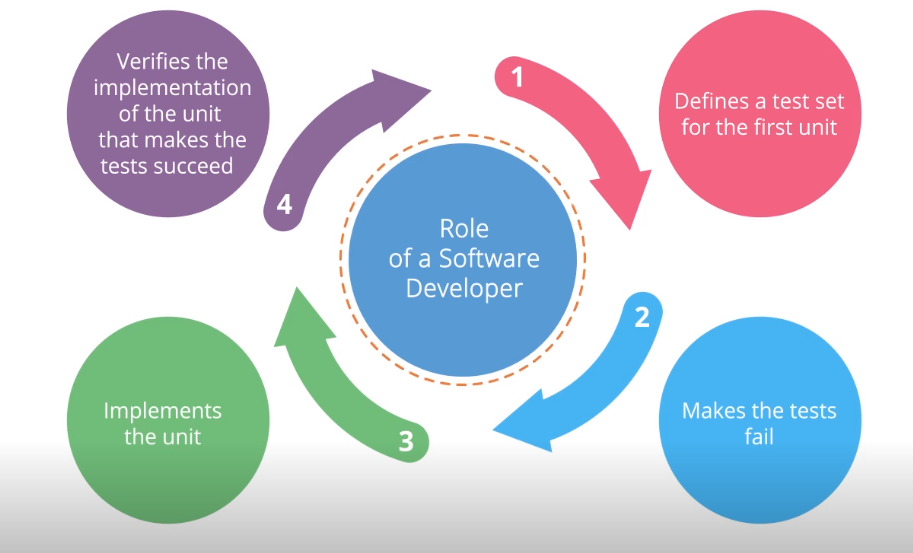 Role
of a Software
Developer
1
Defines a test set
for the first unit
2
Makes the tests
fail
3
Implements
the unit
4
Verifies the
implementation
of the unit
that makes the
tests succeed